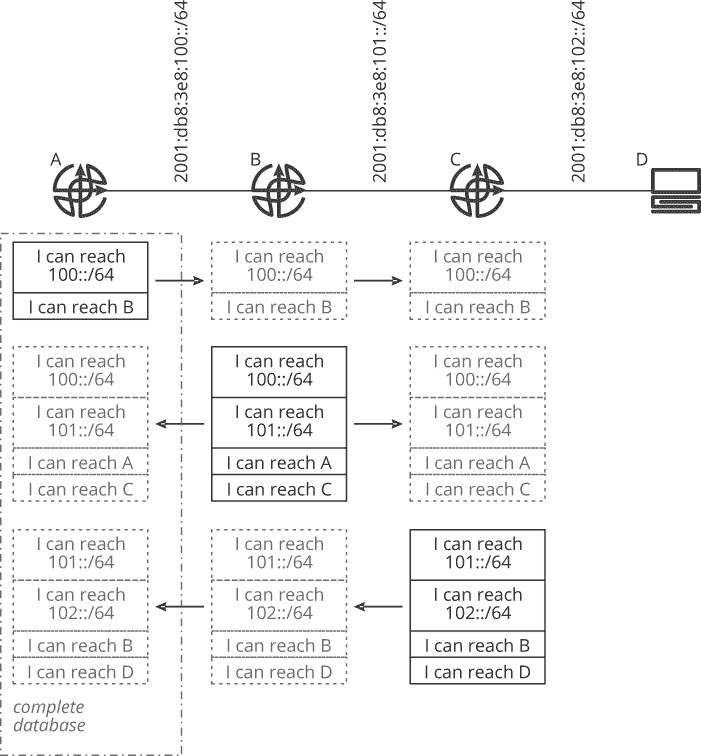 2001:db8:3e8:100::/64
2001:db8:3e8:101::/64
2001:db8:3e8:102::/64
A
B
C
D
I can reach
100::/64
I can reach B
I can reach
100::/64
I can reach B
I can reach
100::/64
I can reach B
I can reach
100::/64
I can reach
101::/64
I can reach A
I can reach C
I can reach
100::/64
I can reach
101::/64
I can reach A
I can reach C
I can reach
100::/64
I can reach
101::/64
I can reach A
I can reach C
I can reach
101::/64
I can reach
102::/64
I can reach B
I can reach D
I can reach
101::/64
I can reach
102::/64
I can reach B
I can reach D
I can reach
101::/64
I can reach
102::/64
I can reach B
I can reach D
complete
database